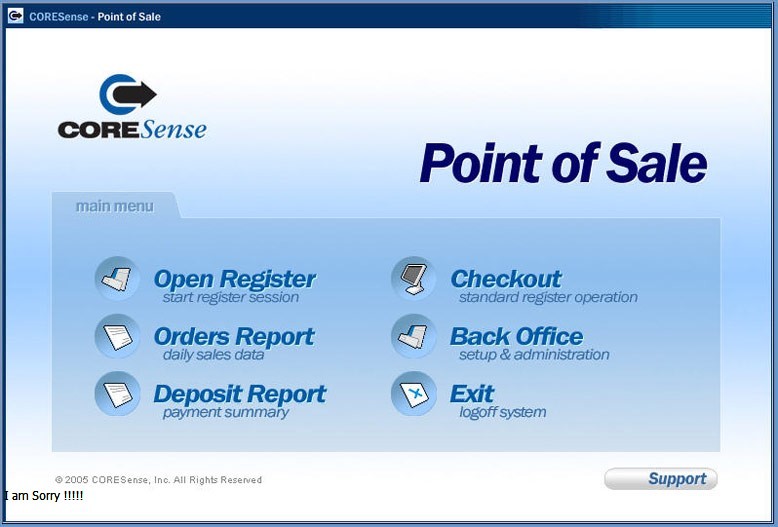 CORESense - Point of Sale
CORESense
Point of Sale
main menu
Open Register
start register session
Checkout
standard register operation
Orders Report
daily sales data
Back Office
setup & administration
Deposit Report
payment summary
Exit
logoff system
© 2005 CORESense, Inc. All Rights Reserved
Support
I am Sorry !!!!!